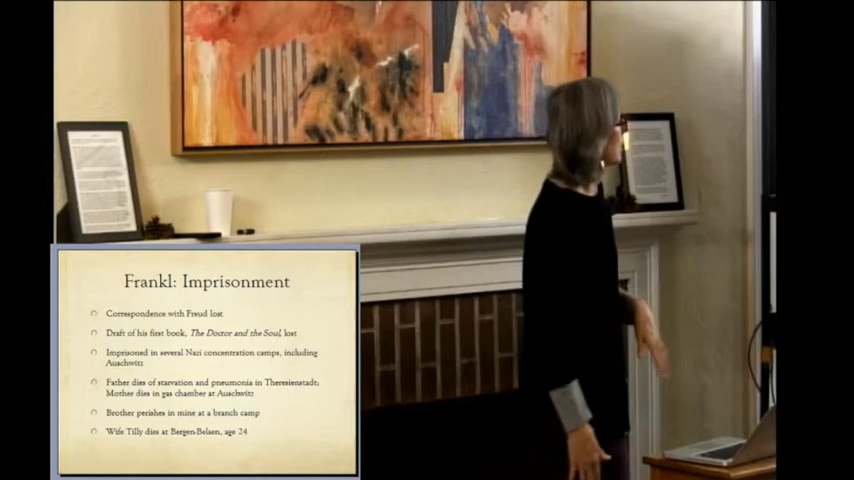 Frankl: Imprisonment
Correspondence with Freud lost
Draft of his first book, The Doctor and the Soul, lost
Imprisoned in several Nazi concentration camps, including
Auschwitz
Father dies of starvation and pneumonia in Theresienstadt;
Mother dies in gas chamber at Auschwitz
Brother perishes in mine at a branch camp
Wife Tilly dies at Bergen-Belsen, age 24